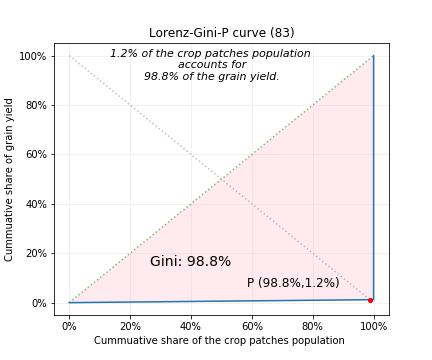 Lorenz-Gini-P curve (83)
1.2% of the crop patches population
accounts for
98.8% of the grain yield.
100%
80%
60%
40%
20%
0%
Cummuative share of grain yield
Gini: 98.8%
P (98.8%,1.2%)
0%
20%
40%
60%
80%
100%
Cummuative share of the crop patches population